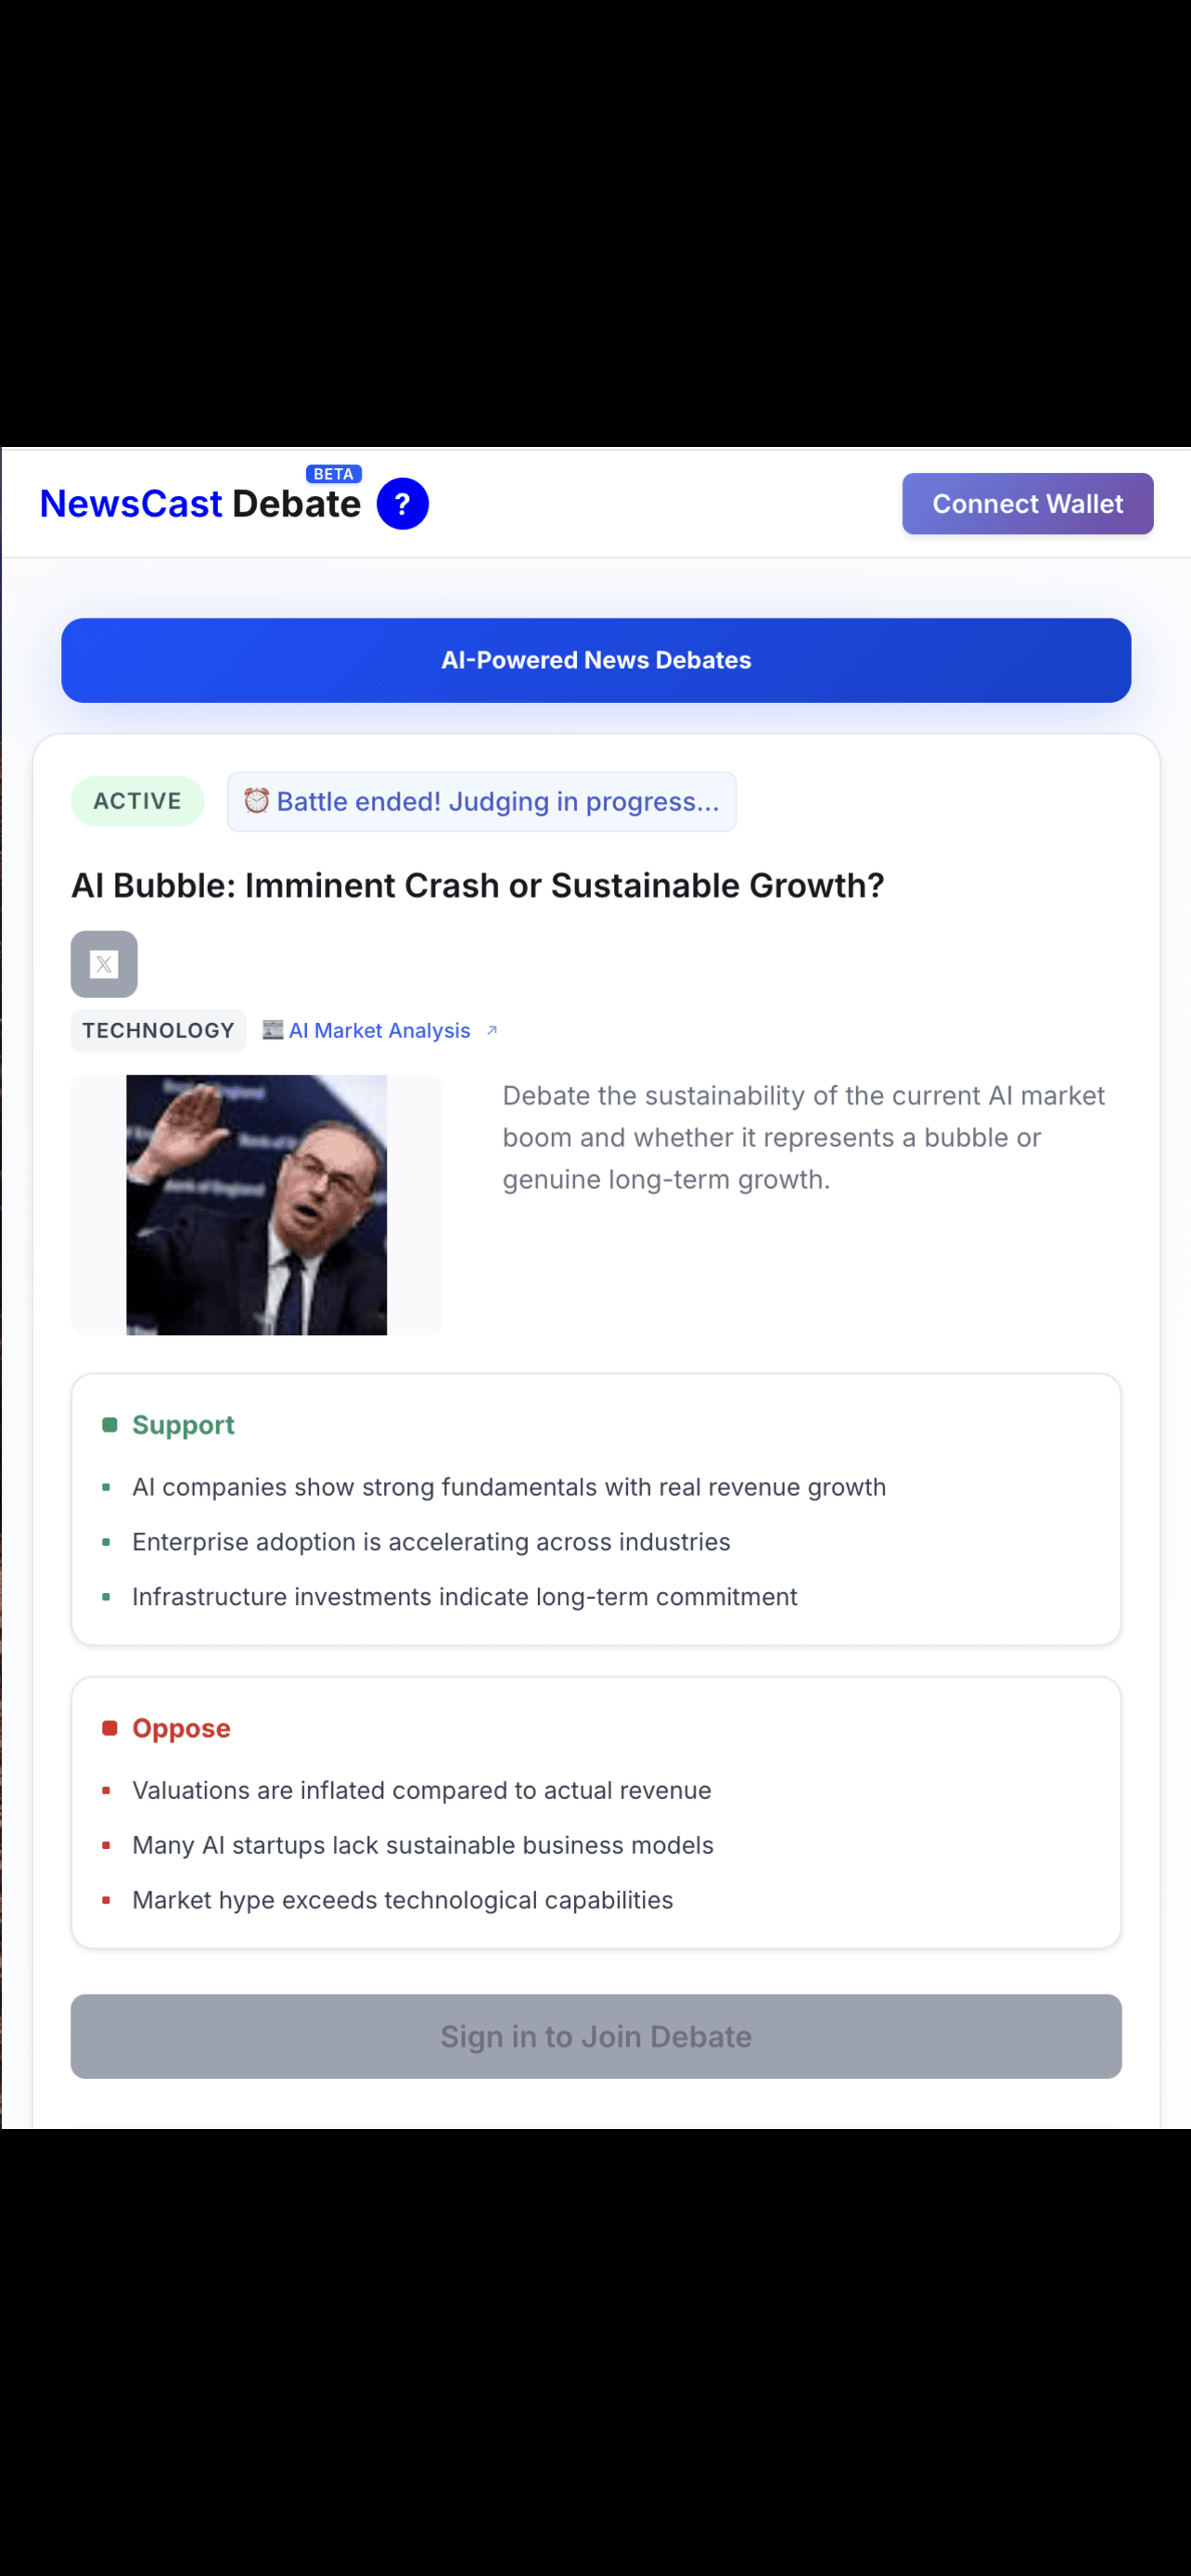 BETA
NewsCast Debate ?
Connect Wallet
AI-Powered News Debates
ACTIVE
⏰ Battle ended! Judging in progress...
AI Bubble: Imminent Crash or Sustainable Growth?
𝕏
TECHNOLOGY
📰 AI Market Analysis ↗
Debate the sustainability of the current AI market
boom and whether it represents a bubble or
genuine long-term growth.
Bank of England
Support
AI companies show strong fundamentals with real revenue growth
Enterprise adoption is accelerating across industries
Infrastructure investments indicate long-term commitment
Oppose
Valuations are inflated compared to actual revenue
Many AI startups lack sustainable business models
Market hype exceeds technological capabilities
Sign in to Join Debate